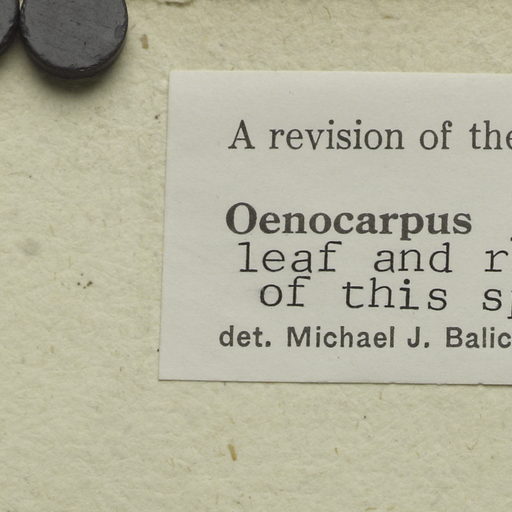 A revision of the
Oenocarpus
leaf and
of this
det. Michael J. Balic